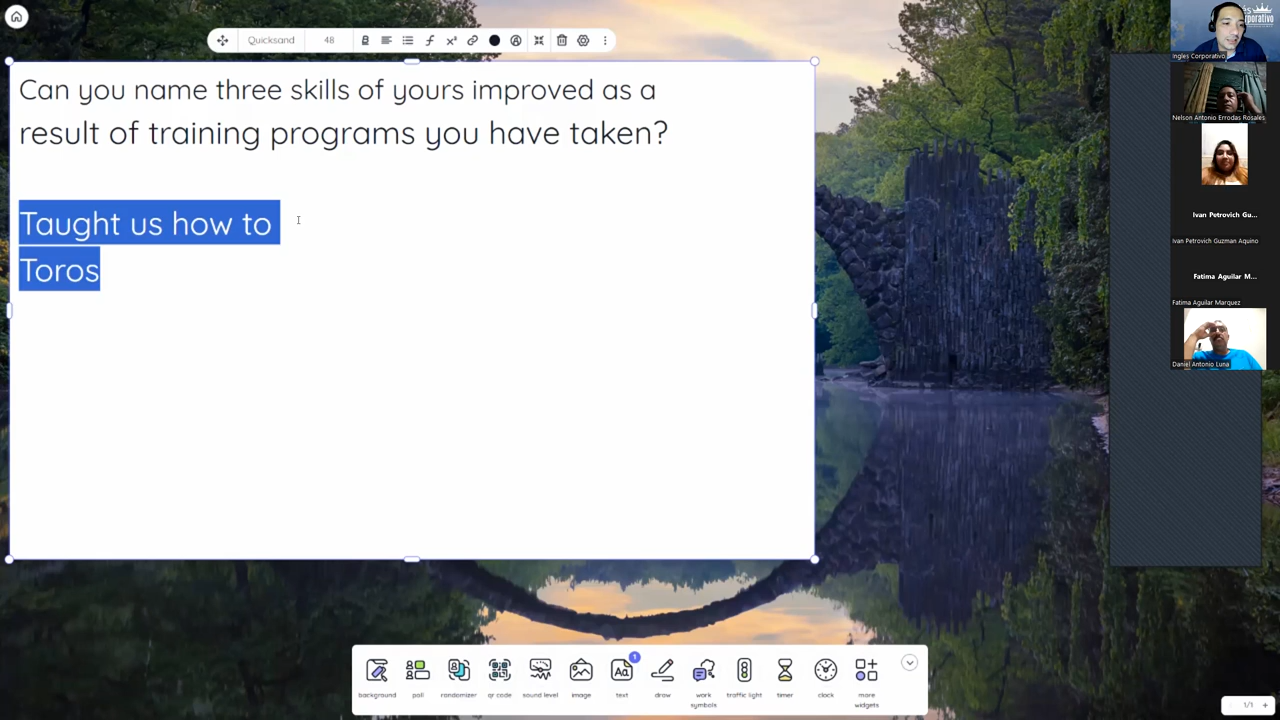 Quicksand
48
Can you name three skills of yours improved as a
result of training programs you have taken?
Taught us how to
Toros
Ingles Corporativo
Nelson Antonio Errodas Rosales
Ivan Petrovich Gu...
Ivan Petrovich Guzman Aquino
Fatima Aguilar M...
Fatima Aguilar Marquez
Daniel Antonio Luna
1
background
poll
randomizer
qr code
sound level
image
text
draw
work
symbols
traffic light
timer
clock
more
widgets
1/1